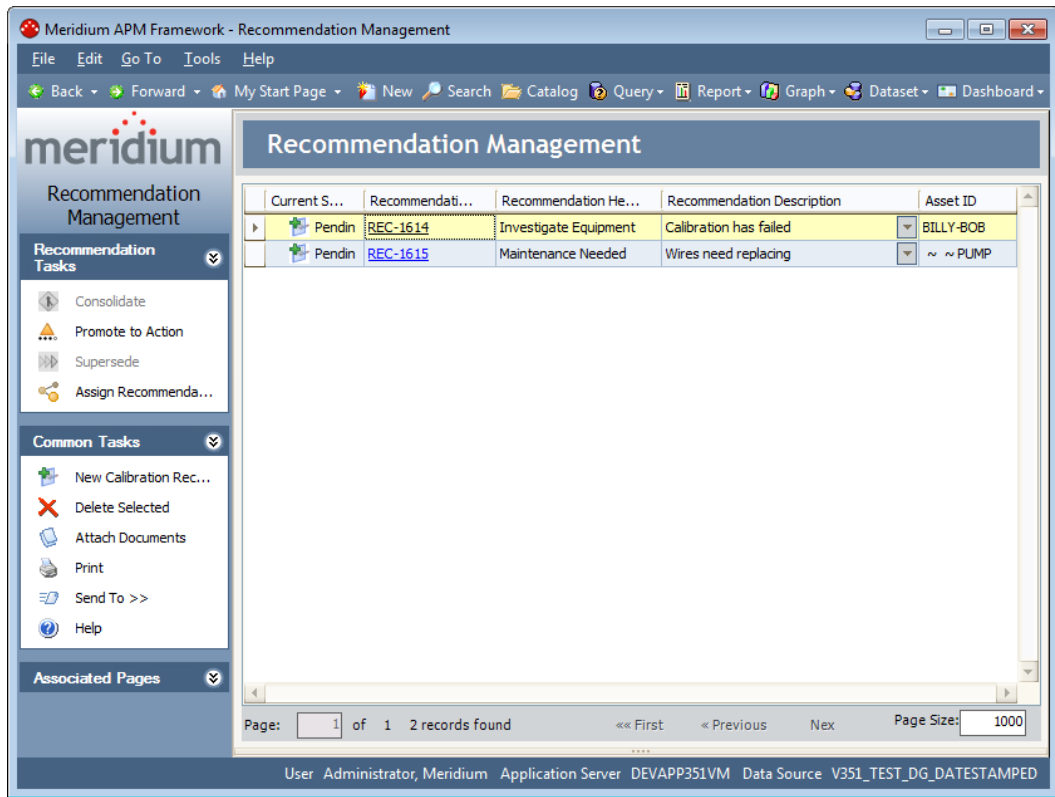 Meridium APM Framework - Recommendation Management
File Edit Go To Tools Help
Back Forward My Start Page New Search Catalog Query Report Graph Dataset Dashboard
meridium
Recommendation
Management
Recommendation
Tasks
Consolidate
Promote to Action
Supersede
Assign Recommenda...
Common Tasks
New Calibration Rec...
Delete Selected
Attach Documents
Print
Send To >>
Help
Associated Pages
Recommendation Management
Current S... Recommendati... Recommendation He... Recommendation Description Asset ID
Pendin REC-1614 Investigate Equipment Calibration has failed BILLY-BOB
Pendin REC-1615 Maintenance Needed Wires need replacing ~ ~ PUMP
Page: 1 of 1 2 records found «« First « Previous Nex Page Size: 1000
User Administrator, Meridium Application Server DEVAPP351VM Data Source V351_TEST_DG_DATESTAMPED